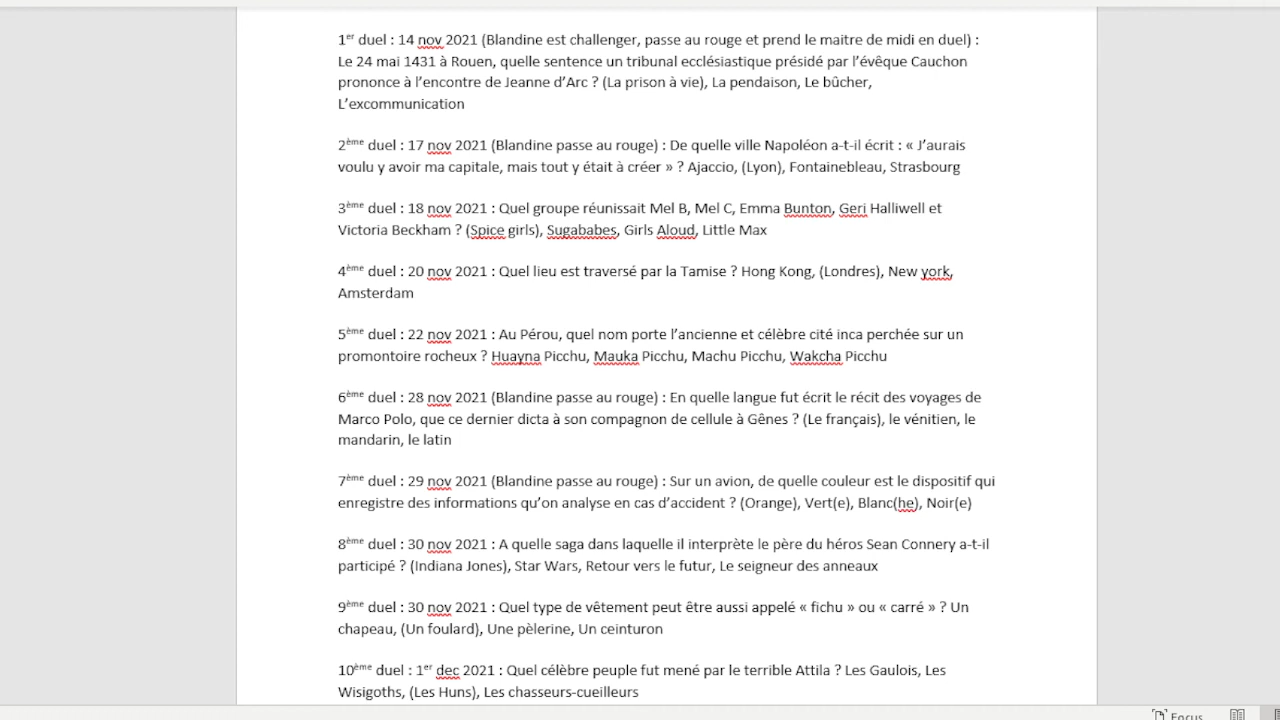 1er duel : 14 nov 2021 (Blandine est challenger, passe au rouge et prend le maitre de midi en duel) :
Le 24 mai 1431 à Rouen, quelle sentence un tribunal ecclésiastique présidé par l’évêque Cauchon
prononce à l’encontre de Jeanne d’Arc ? (La prison à vie), La pendaison, Le bûcher,
L’excommunication
2ème duel : 17 nov 2021 (Blandine passe au rouge) : De quelle ville Napoléon a-t-il écrit : « J’aurais
voulu y avoir ma capitale, mais tout y était à créer » ? Ajaccio, (Lyon), Fontainebleau, Strasbourg
3ème duel : 18 nov 2021 : Quel groupe réunissait Mel B, Mel C, Emma Bunton, Geri Halliwell et
Victoria Beckham ? (Spice girls), Sugababes, Girls Aloud, Little Max
4ème duel : 20 nov 2021 : Quel lieu est traversé par la Tamise ? Hong Kong, (Londres), New york,
Amsterdam
5ème duel : 22 nov 2021 : Au Pérou, quel nom porte l’ancienne et célèbre cité inca perchée sur un
promontoire rocheux ? Huayna Picchu, Mauka Picchu, Machu Picchu, Wakcha Picchu
6ème duel : 28 nov 2021 (Blandine passe au rouge) : En quelle langue fut écrit le récit des voyages de
Marco Polo, que ce dernier dicta à son compagnon de cellule à Gênes ? (Le français), le vénitien, le
mandarin, le latin
7ème duel : 29 nov 2021 (Blandine passe au rouge) : Sur un avion, de quelle couleur est le dispositif qui
enregistre des informations qu’on analyse en cas d’accident ? (Orange), Vert(e), Blanc(he), Noir(e)
8ème duel : 30 nov 2021 : A quelle saga dans laquelle il interprète le père du héros Sean Connery a-t-il
participé ? (Indiana Jones), Star Wars, Retour vers le futur, Le seigneur des anneaux
9ème duel : 30 nov 2021 : Quel type de vêtement peut être aussi appelé « fichu » ou « carré » ? Un
chapeau, (Un foulard), Une pèlerine, Un ceinturon
10ème duel : 1er dec 2021 : Quel célèbre peuple fut mené par le terrible Attila ? Les Gaulois, Les
Wisigoths, (Les Huns), Les chasseurs-cueilleurs
Focus